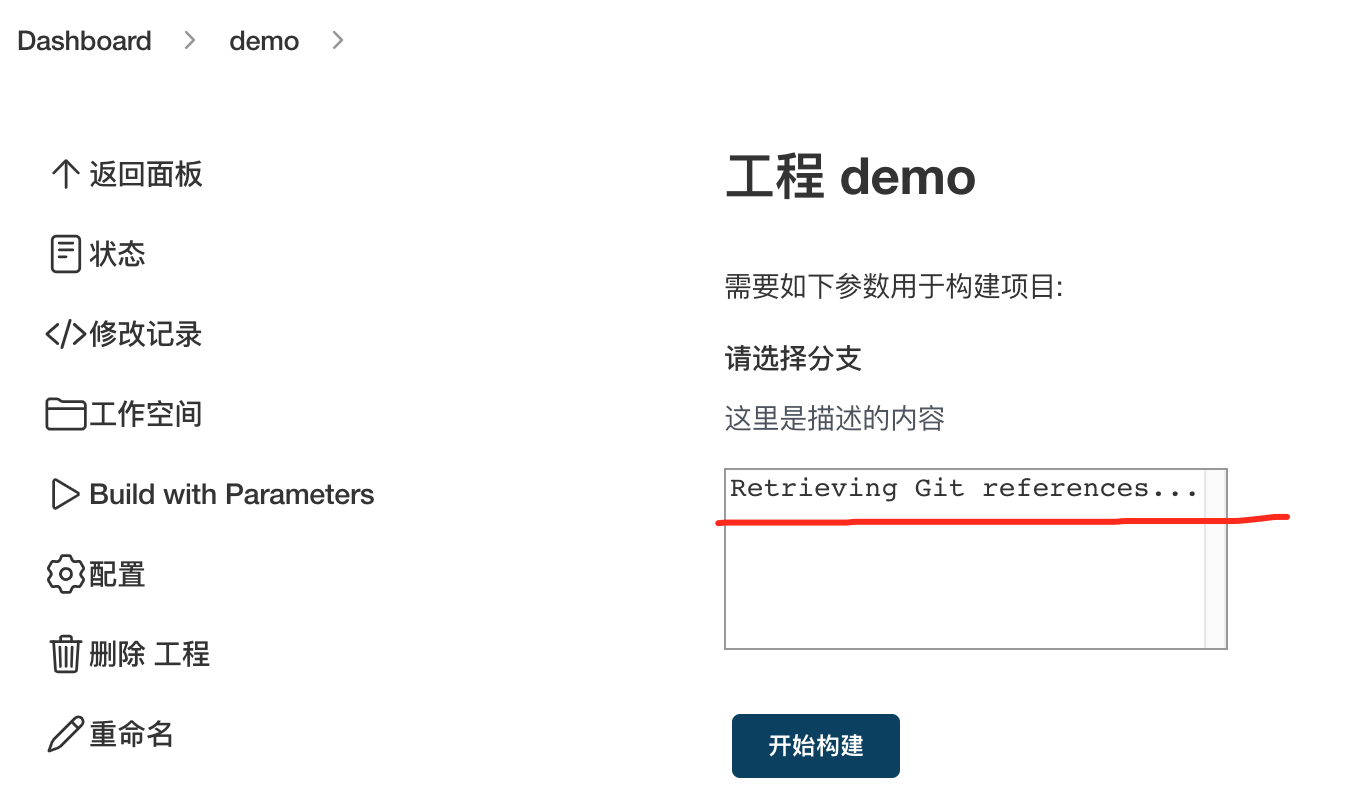 Dashboard > demo >
返回面板
状态
修改记录
工作空间
Build with Parameters
配置
删除 工程
重命名
工程 demo
需要如下参数用于构建项目:
请选择分支
这里是描述的内容
Retrieving Git references...
开始构建